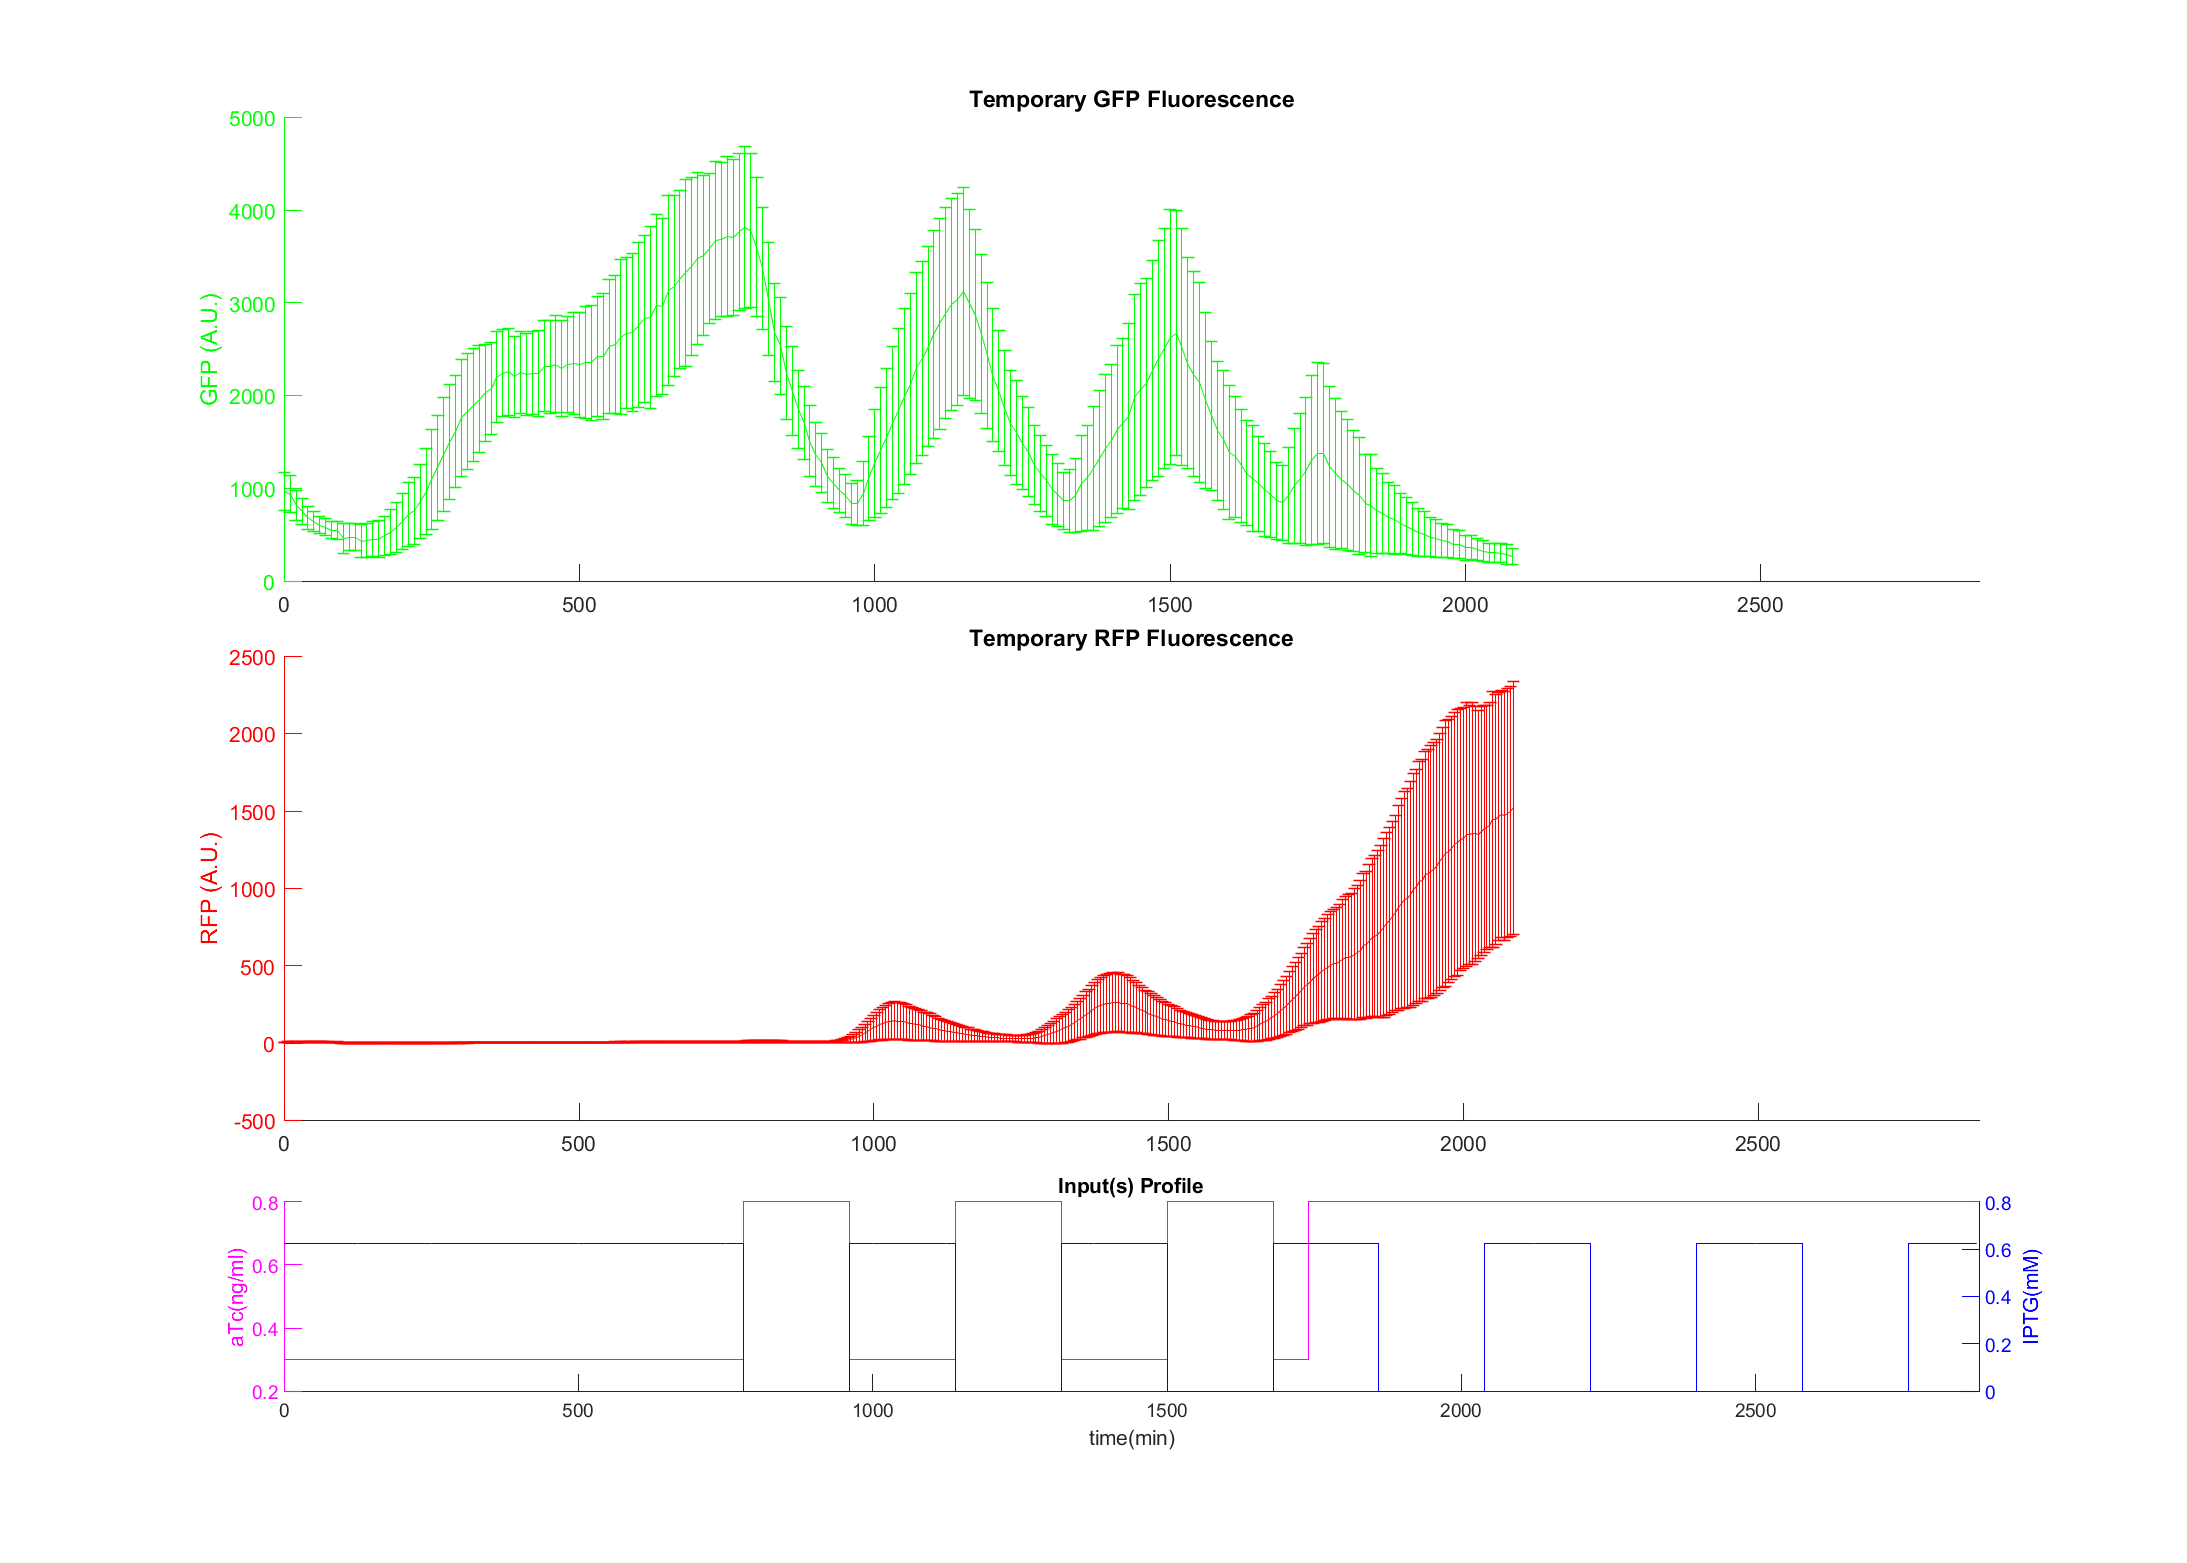 Temporary GFP Fluorescence
5000
4000
3000
2000
1000
0
GFP (A.U.)
0 500 1000 1500 2000 2500
Temporary RFP Fluorescence
2500
2000
1500
1000
500
0
-500
RFP (A.U.)
0 500 1000 1500 2000 2500
Input(s) Profile
0.8
0.6
0.4
0.2
aTc(ng/ml)
0.8
0.6
0.4
0.2
0
IPTG(mM)
0 500 1000 1500 2000 2500
time(min)